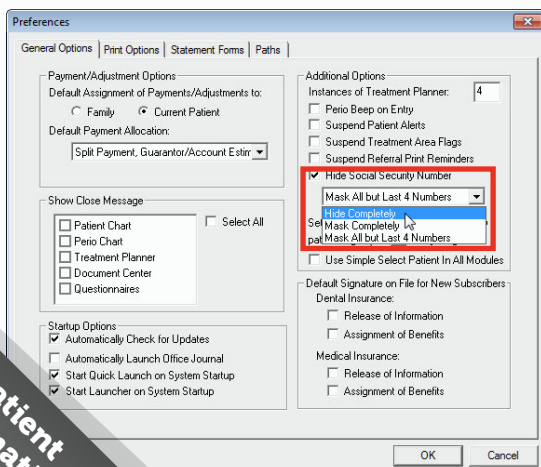 Preferences
General Options
Print Options
Statement Forms
Paths
Payment/Adjustment Options
Default Assignment of Payments/Adjustments to:
Family
Current Patient
Default Payment Allocation:
Split Payment, Guarantor/Account Estim
Show Close Message
Patient Chart
Perio Chart
Treatment Planner
Document Center
Questionnaires
Select All
Startup Options
Automatically Check for Updates
Automatically Launch Office Journal
Start Quick Launch on System Startup
Start Launcher on System Startup
Additional Options
Instances of Treatment Planner: 4
Perio Beep on Entry
Suspend Patient Alerts
Suspend Treatment Area Flags
Suspend Referral Print Reminders
Hide Social Security Number
Mask All but Last 4 Numbers
Hide Completely
Mask Completely
Mask All but Last 4 Numbers
Use Simple Select Patient In All Modules
Default Signature on File for New Subscribers
Dental Insurance:
Release of Information
Assignment of Benefits
Medical Insurance:
Release of Information
Assignment of Benefits
OK
Cancel